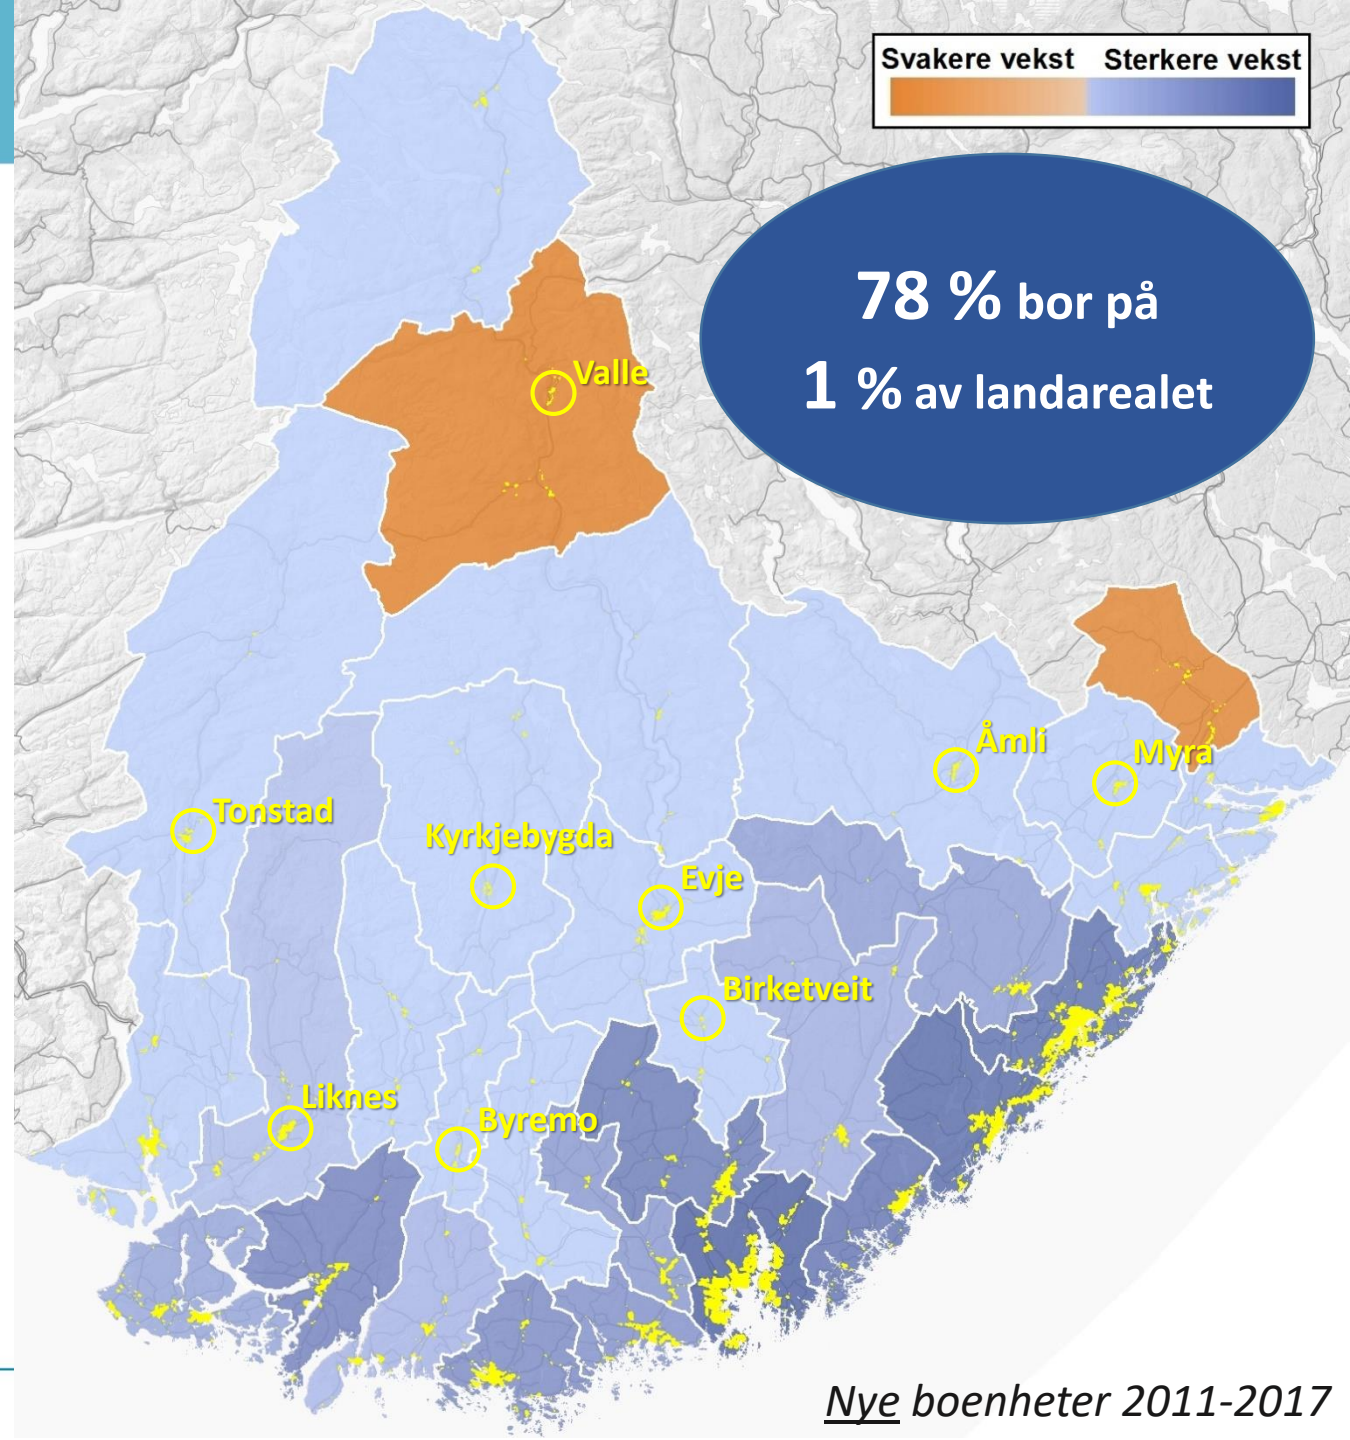 Svakere vekst Sterkere vekst
78 % bor på
1 % av landarealet
Valle
Åmli
Myra
Tonstad
Kyrkjebygda
Evje
Birketveit
Liknes
Byremo
Nye boenheter 2011-2017